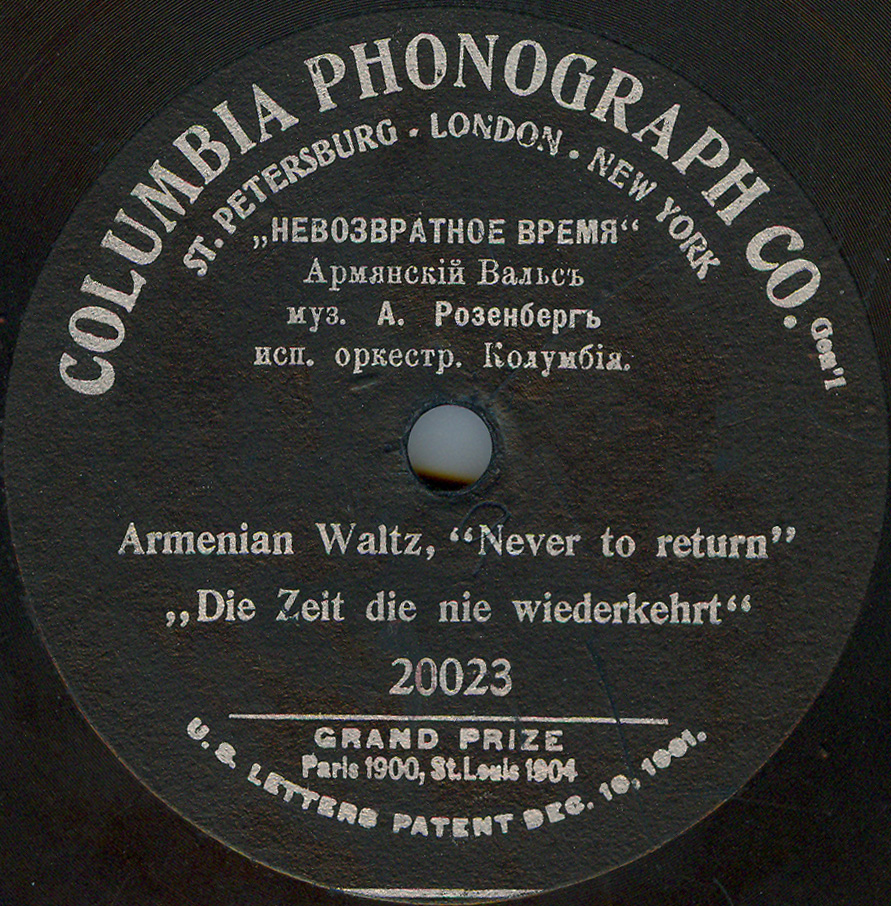 COLUMBIA PHONOGRAPH CO. Gen'l
ST. PETERSBURG · LONDON · NEW YORK
„НЕВОЗВРАТНОЕ ВРЕМЯ“
Армянскій Вальсъ
муз. А. Розенбергъ
исп. оркестр. Колумбія.
Armenian Waltz, “Never to return”
„Die Zeit die nie wiederkehrt“
20023
GRAND PRIZE
Paris 1900, St. Louis 1904
U.S. LETTERS PATENT DEC. 10, 1901.